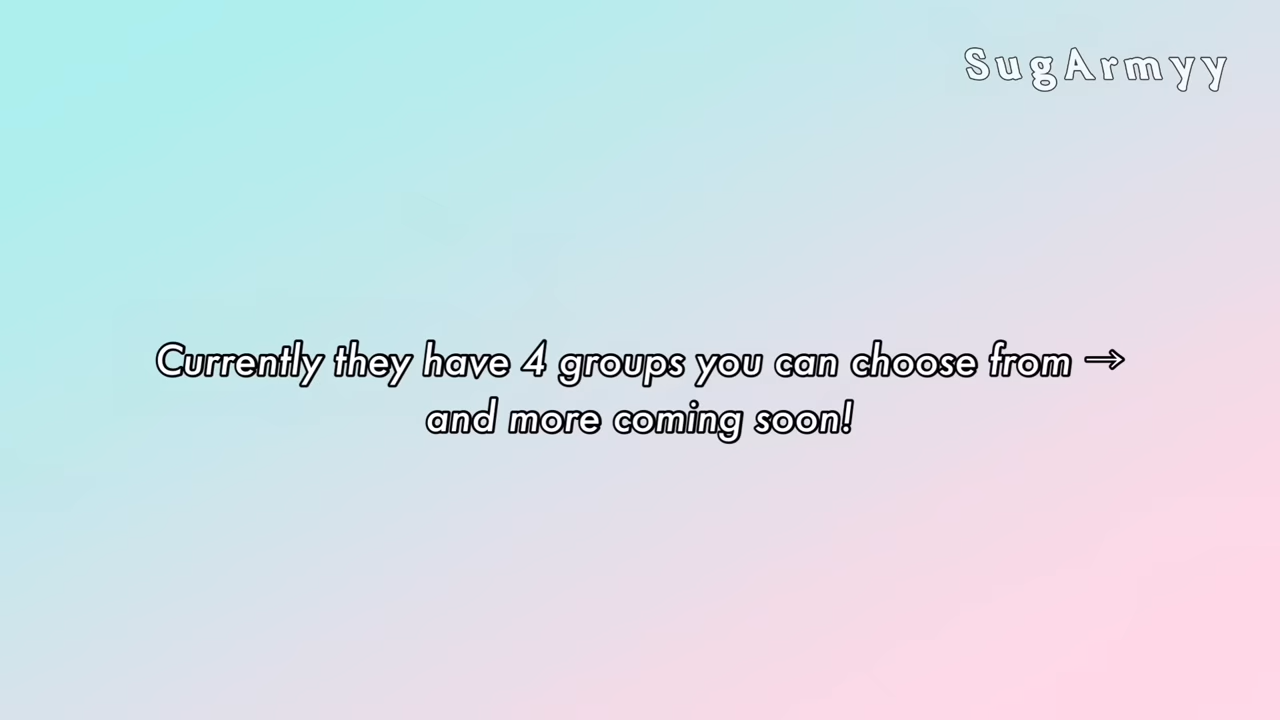 SugArmyy
Currently they have 4 groups you can choose from →
and more coming soon!